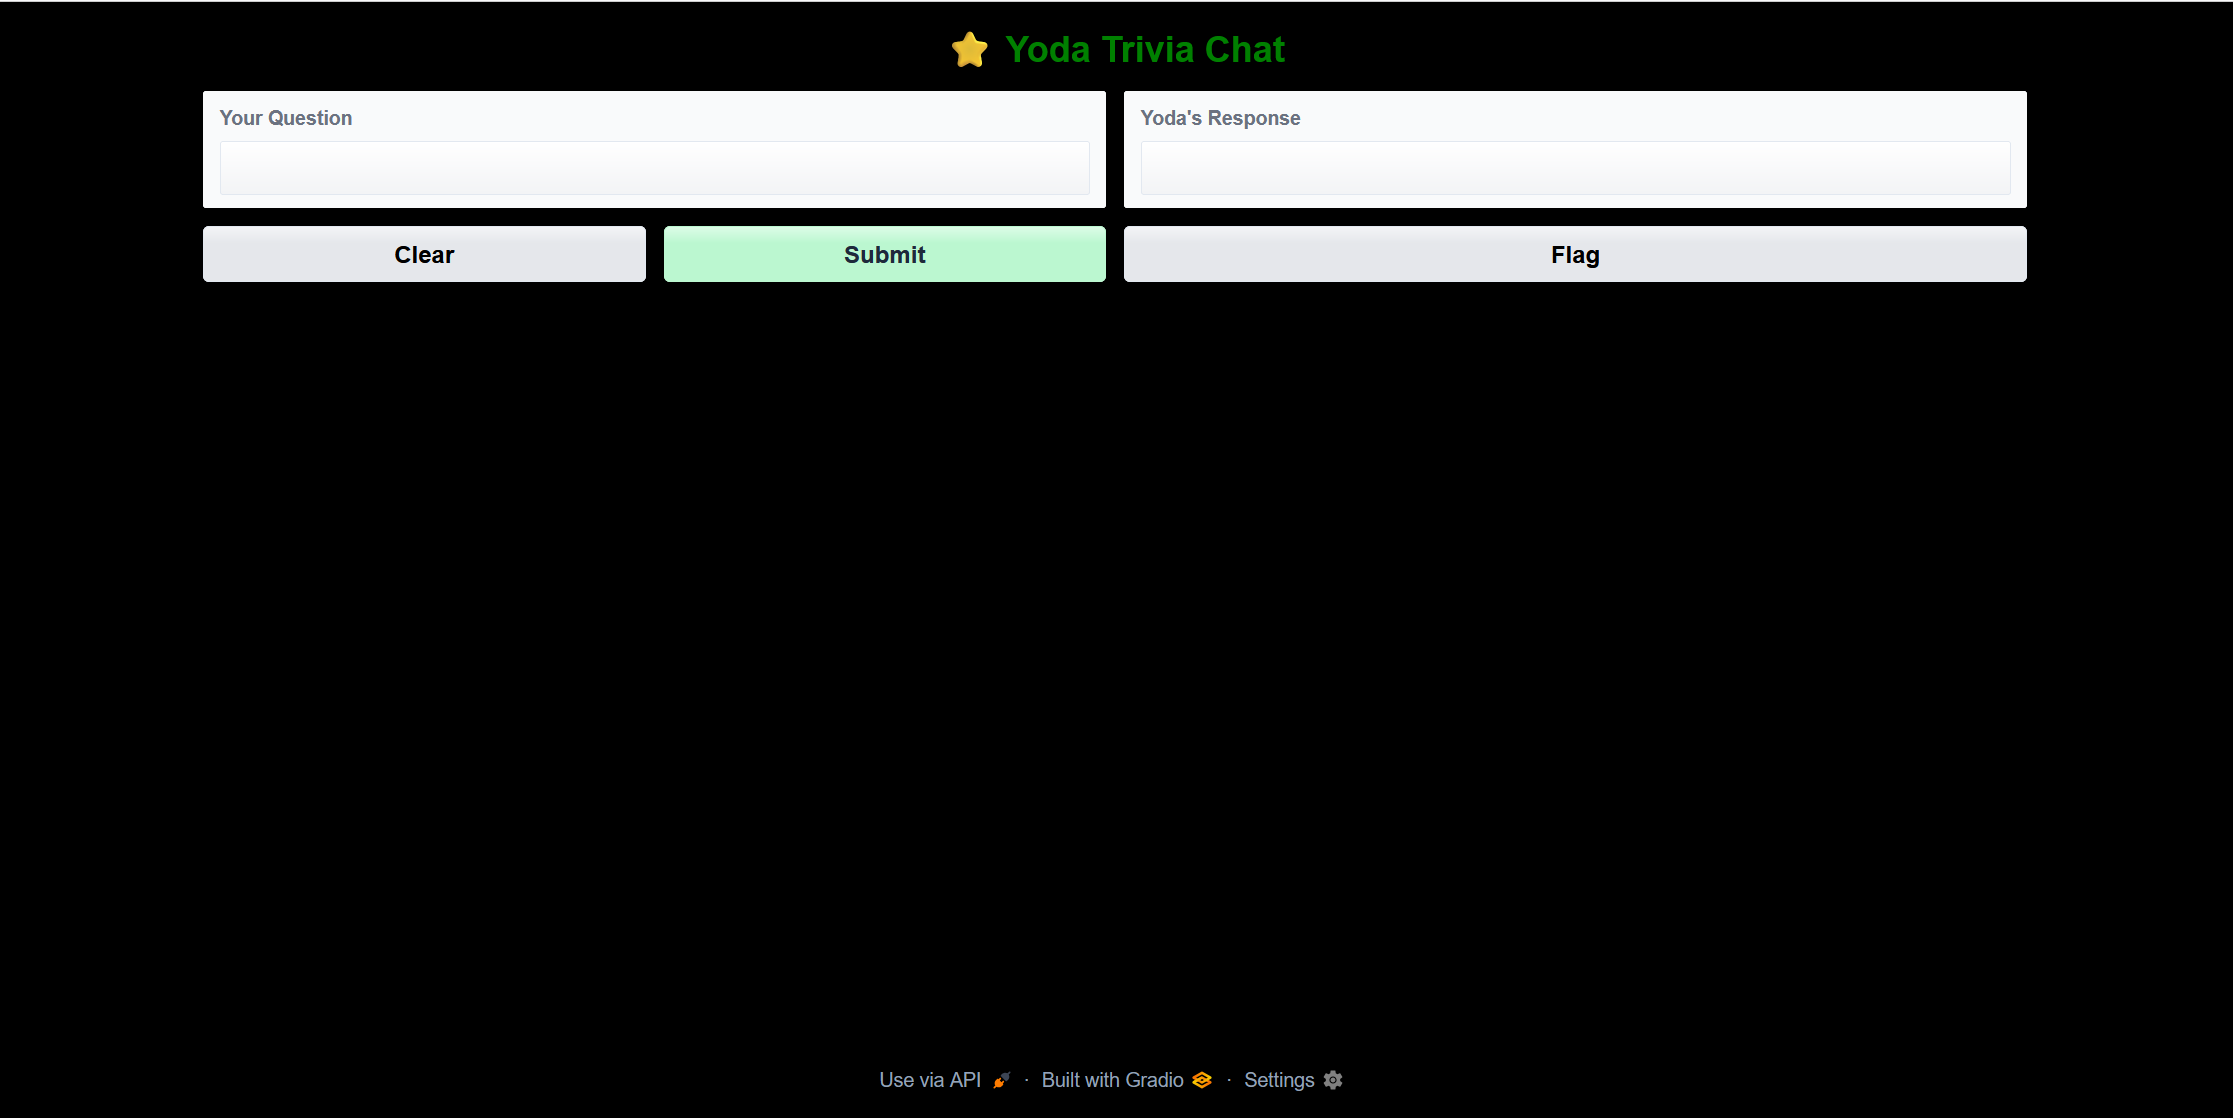 ⭐ Yoda Trivia Chat
Your Question
Yoda's Response
Clear
Submit
Flag
Use via API 🚀 · Built with Gradio · Settings ⚙